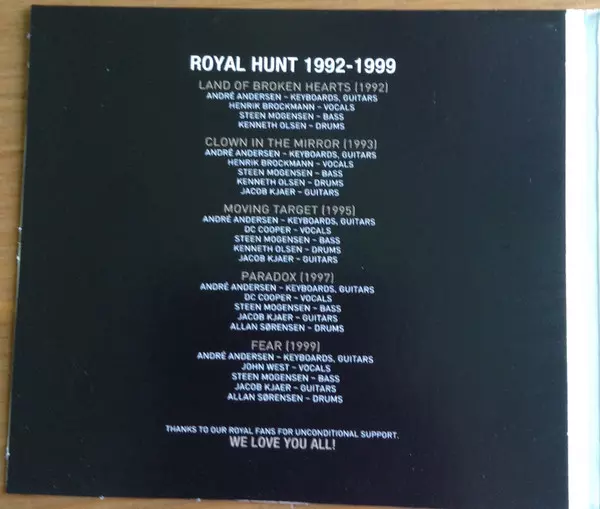 ROYAL HUNT 1992-1999
LAND OF BROKEN HEARTS (1992)
ANDRÉ ANDERSEN - KEYBOARDS, GUITARS
HENRIK BROCKMANN - VOCALS
STEEN MOGENSEN - BASS
KENNETH OLSEN - DRUMS
CLOWN IN THE MIRROR (1993)
ANDRÉ ANDERSEN - KEYBOARDS, GUITARS
HENRIK BROCKMANN - VOCALS
STEEN MOGENSEN - BASS
KENNETH OLSEN - DRUMS
JACOB KJAER - GUITARS
MOVING TARGET (1995)
ANDRÉ ANDERSEN - KEYBOARDS, GUITARS
DC COOPER - VOCALS
STEEN MOGENSEN - BASS
KENNETH OLSEN - DRUMS
JACOB KJAER - GUITARS
PARADOX (1997)
ANDRÉ ANDERSEN - KEYBOARDS, GUITARS
DC COOPER - VOCALS
STEEN MOGENSEN - BASS
JACOB KJAER - GUITARS
ALLAN SØRENSEN - DRUMS
FEAR (1999)
ANDRÉ ANDERSEN - KEYBOARDS, GUITARS
JOHN WEST - VOCALS
STEEN MOGENSEN - BASS
JACOB KJAER - GUITARS
ALLAN SØRENSEN - DRUMS
THANKS TO OUR ROYAL FANS FOR UNCONDITIONAL SUPPORT.
WE LOVE YOU ALL!